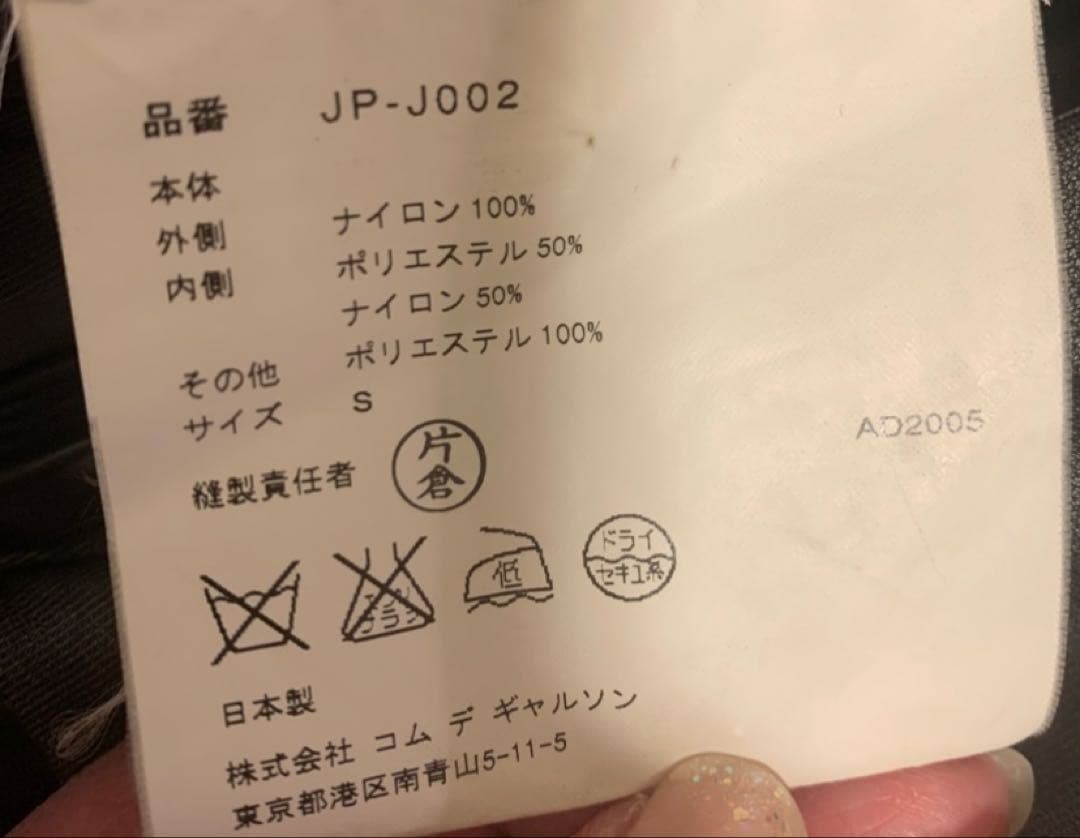 品番 JP-J002
本体
外側 ナイロン 100%
内側 ポリエステル 50%
ナイロン 50%
その他 ポリエステル 100%
サイズ S
AD2005
縫製責任者 片倉
低
ドライ
セキユ系
日本製
株式会社 コム デ ギャルソン
東京都港区南青山5-11-5